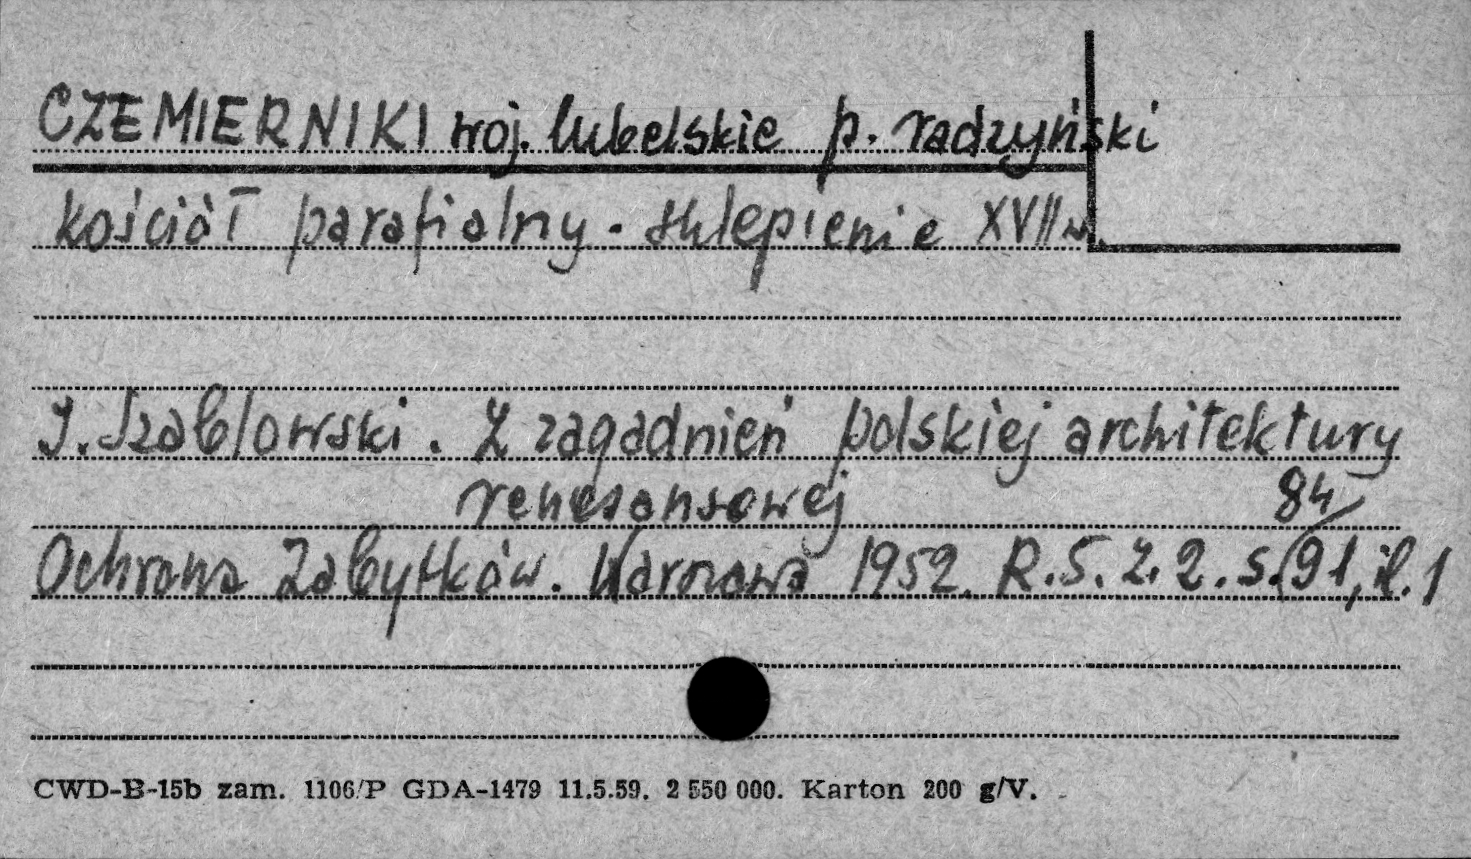 CZEMIERNIKI woj. lubelskie p. radzyński
kościół parafialny. sklepienie XVII w.
J. Szablowski. Z zagadnień polskiej architektury
renesansowej 84/
Ochrona Zabytków. Warszawa 1952. R.5. Z. 2. s. 91, il. 1
CWD-B-15b zam. 1106/P GDA-1479 11.5.59. 2 550 000. Karton 200 g/V.